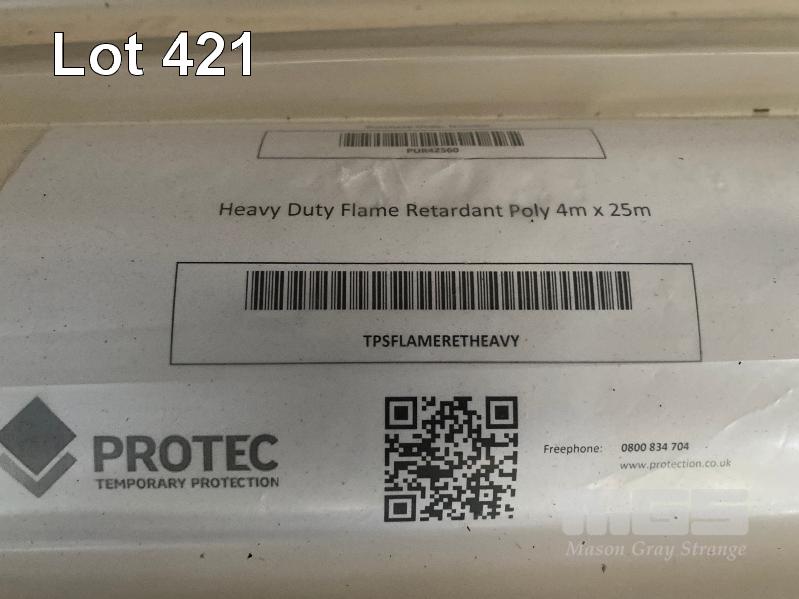 Lot 421
PUR42560
Heavy Duty Flame Retardant Poly 4m x 25m
TPSFLAMERETHEAVY
PROTEC
TEMPORARY PROTECTION
Freephone: 0800 834 704
www.protection.co.uk
MGS
Mason Gray Strange